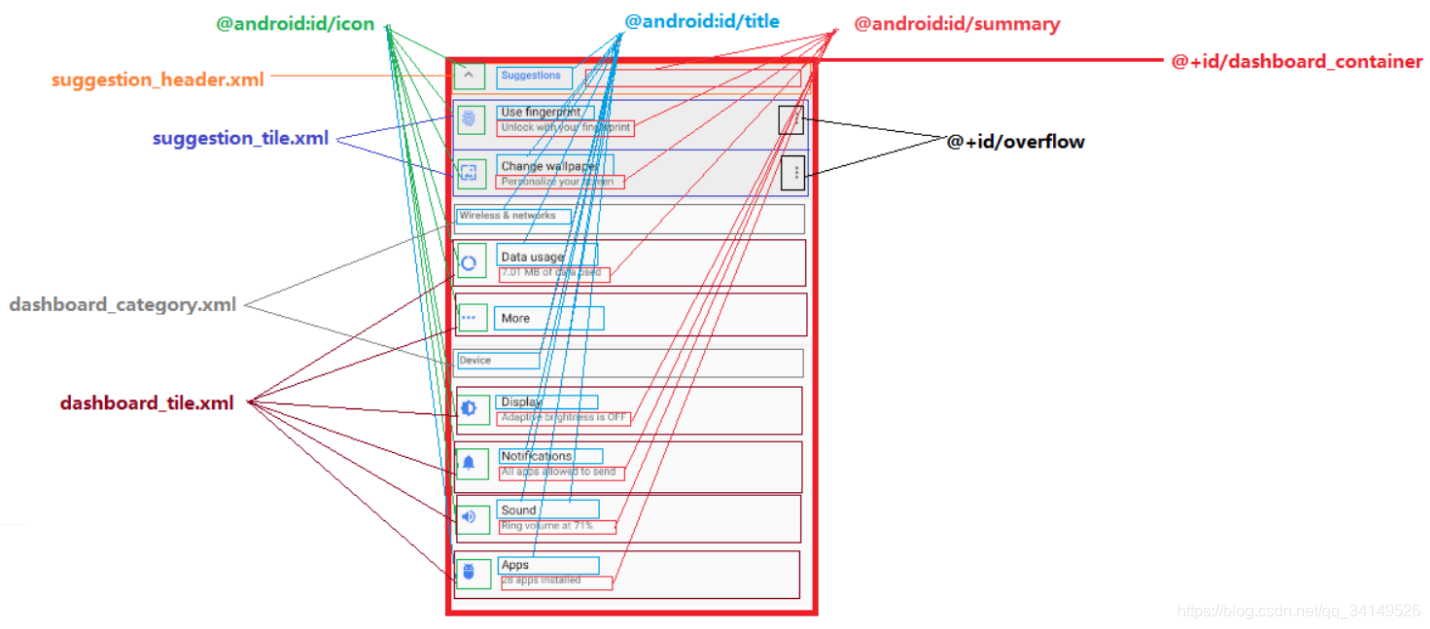 @android:id/icon
@android:id/title
@android:id/summary
@+id/dashboard_container
suggestion_header.xml
Suggestions
suggestion_tile.xml
Use fingerprint
Unlock with your fingerprint
@+id/overflow
Change wallpaper
Personalize your screen
Wireless & networks
Data usage
7.01 MB of data used
dashboard_category.xml
More
Device
dashboard_tile.xml
Display
Adaptive brightness is OFF
Notifications
All apps allowed to send
Sound
Ring volume at 71%
Apps
28 apps installed
https://blog.csdn.net/qq_34149526